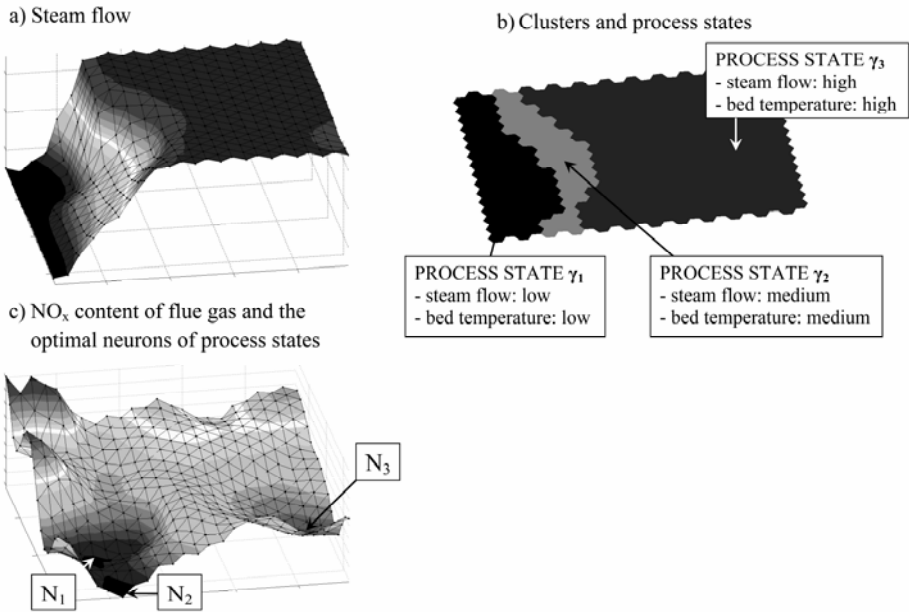 a) Steam flow
b) Clusters and process states
PROCESS STATE γ₃
- steam flow: high
- bed temperature: high
PROCESS STATE γ₁
- steam flow: low
- bed temperature: low
PROCESS STATE γ₂
- steam flow: medium
- bed temperature: medium
c) NOₓ content of flue gas and the
optimal neurons of process states
N₃
N₁
N₂